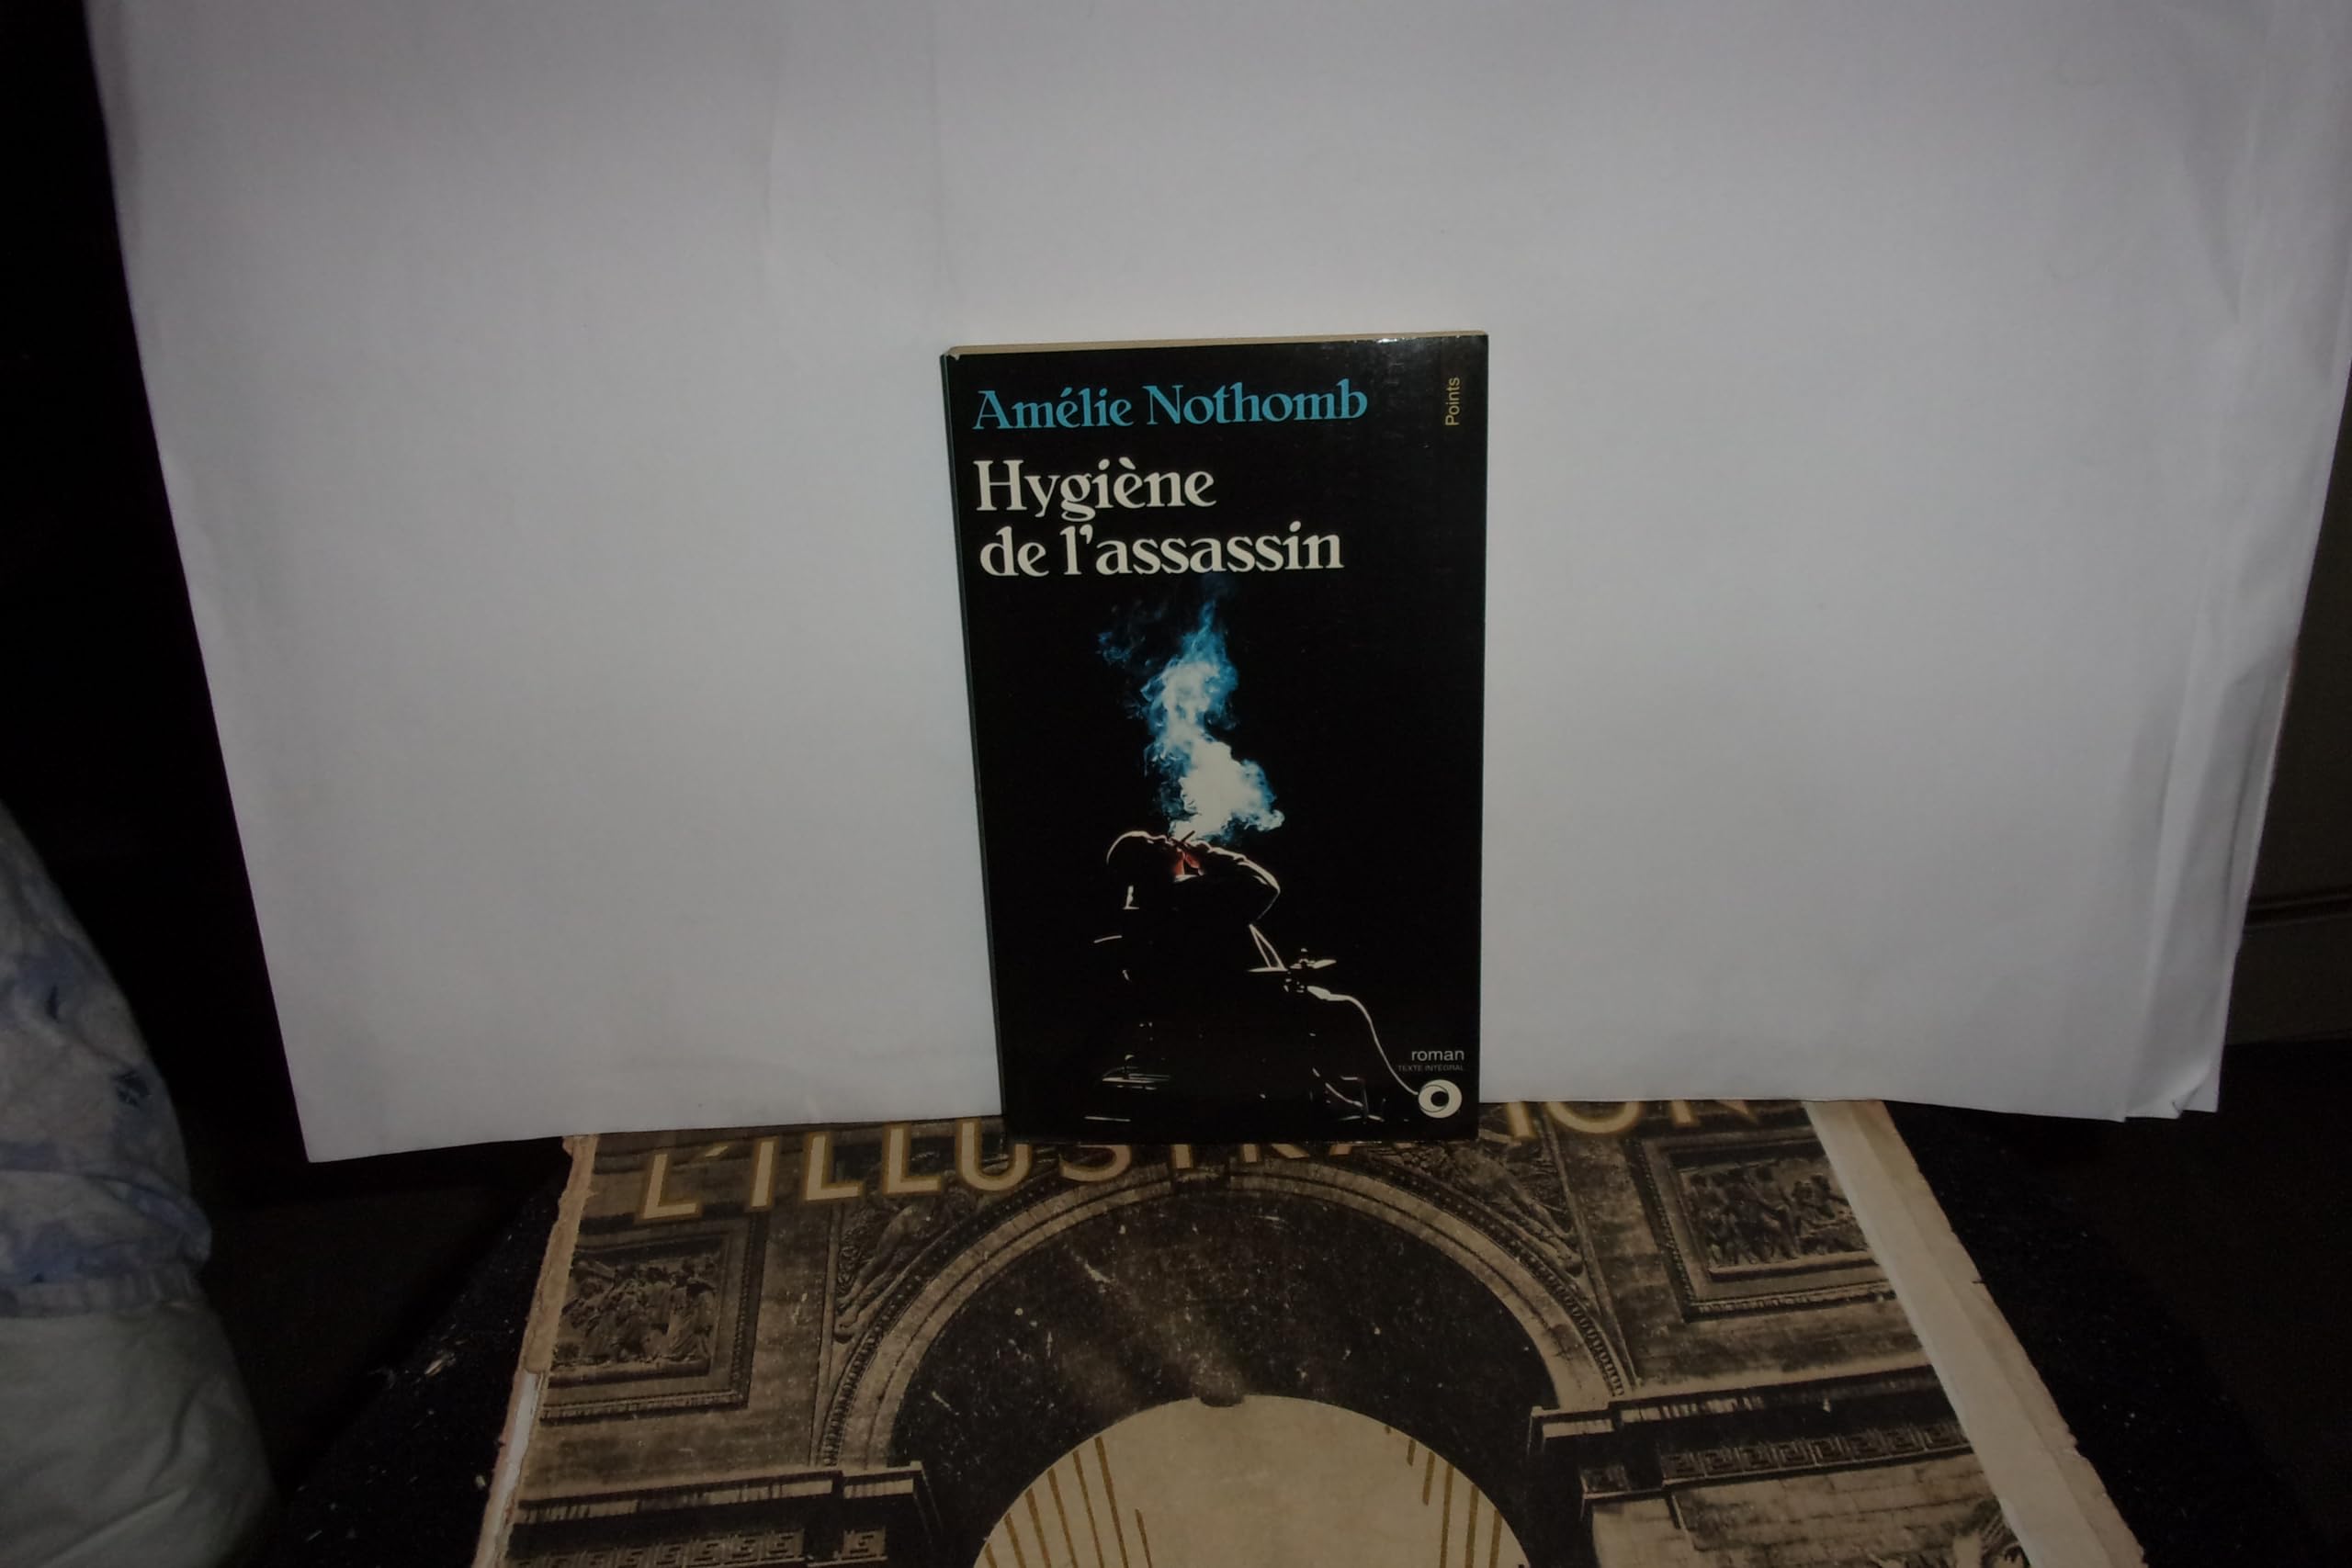 Amélie Nothomb
Points
Hygiène
de l'assassin
roman
TEXTE INTÉGRAL
L'ILLUSTRATION